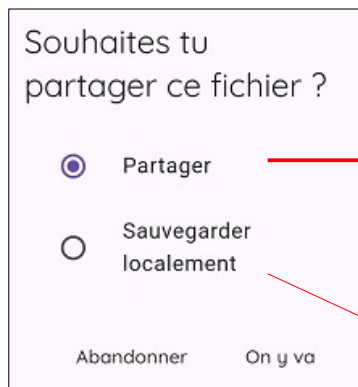 Souhaites tu
partager ce fichier ?
Partager
Sauvegarder
localement
Abandonner On y va